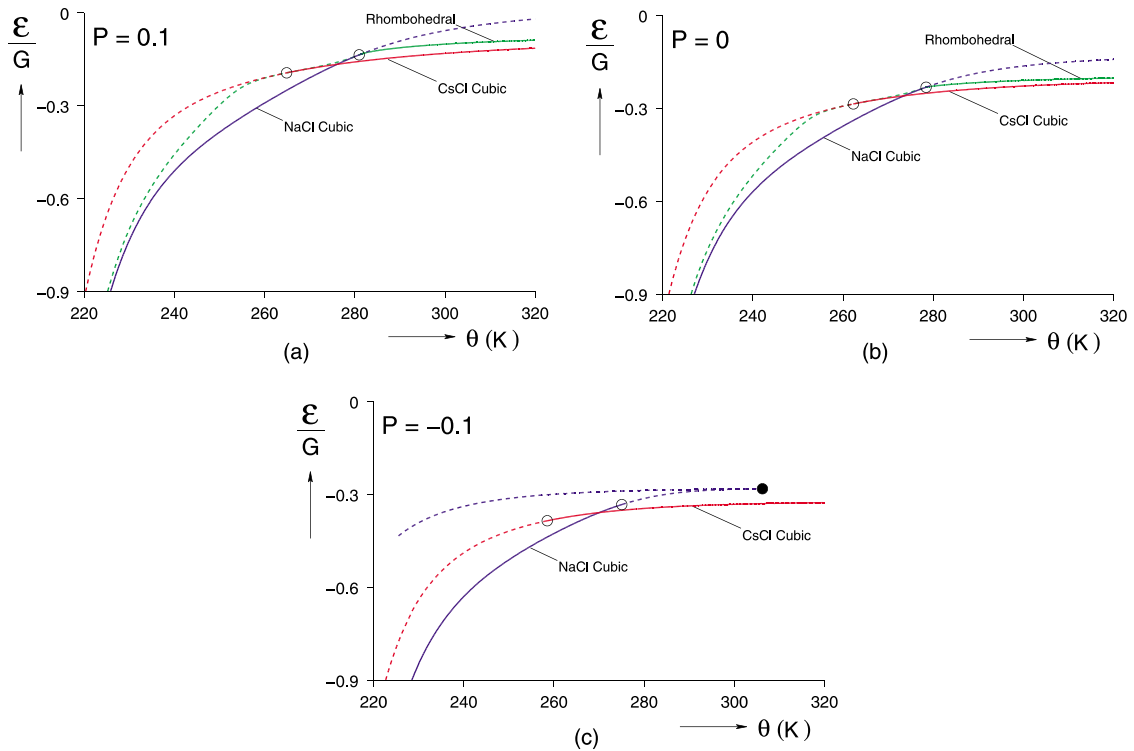 0
−0.3
−0.6
−0.9
ε
G
P = 0.1
Rhombohedral
CsCl Cubic
NaCl Cubic
220 240 260 280 300 320
θ (K)
(a)
0
−0.3
−0.6
−0.9
ε
G
P = 0
Rhombohedral
CsCl Cubic
NaCl Cubic
220 240 260 280 300 320
θ (K)
(b)
0
−0.3
−0.6
−0.9
ε
G
P = −0.1
CsCl Cubic
NaCl Cubic
220 240 260 280 300 320
θ (K)
(c)